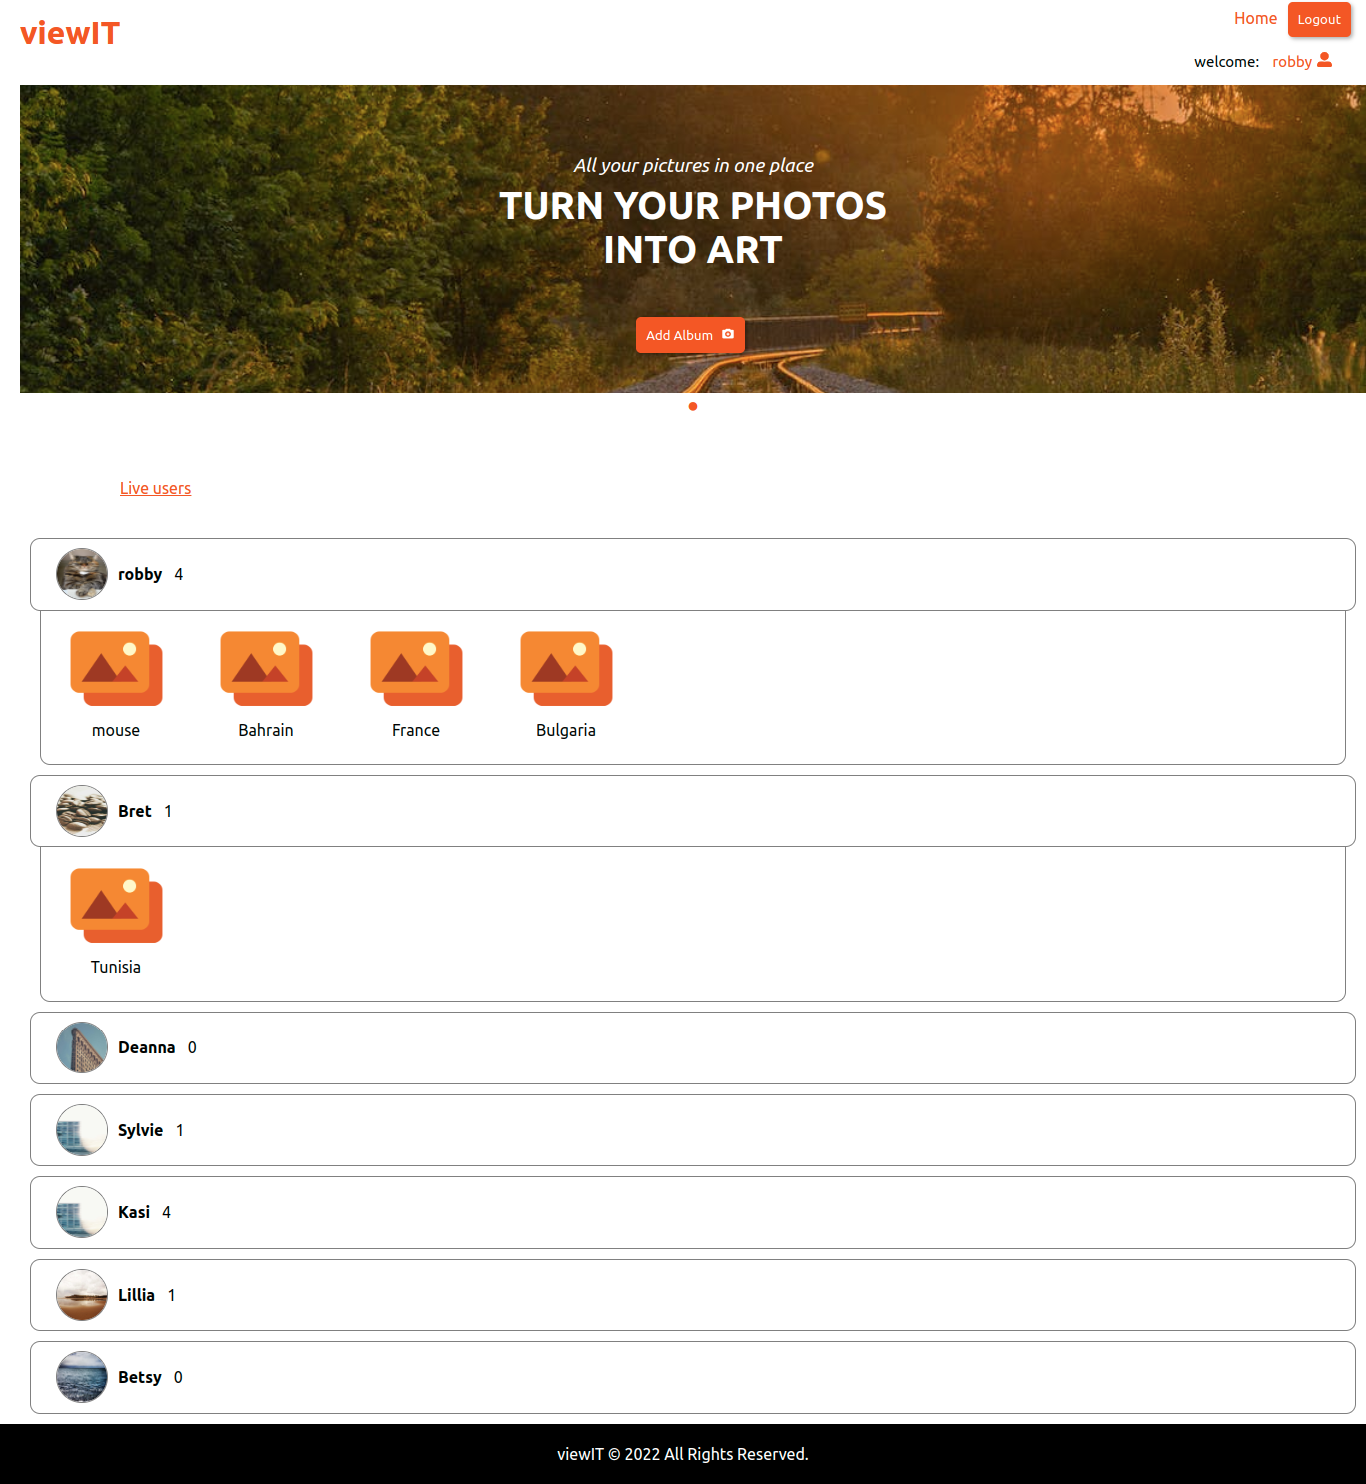 viewIT
Home
Logout
welcome: robby
All your pictures in one place
TURN YOUR PHOTOS
INTO ART
Add Album
Live users
robby 4
mouse
Bahrain
France
Bulgaria
Bret 1
Tunisia
Deanna 0
Sylvie 1
Kasi 4
Lillia 1
Betsy 0
viewIT © 2022 All Rights Reserved.